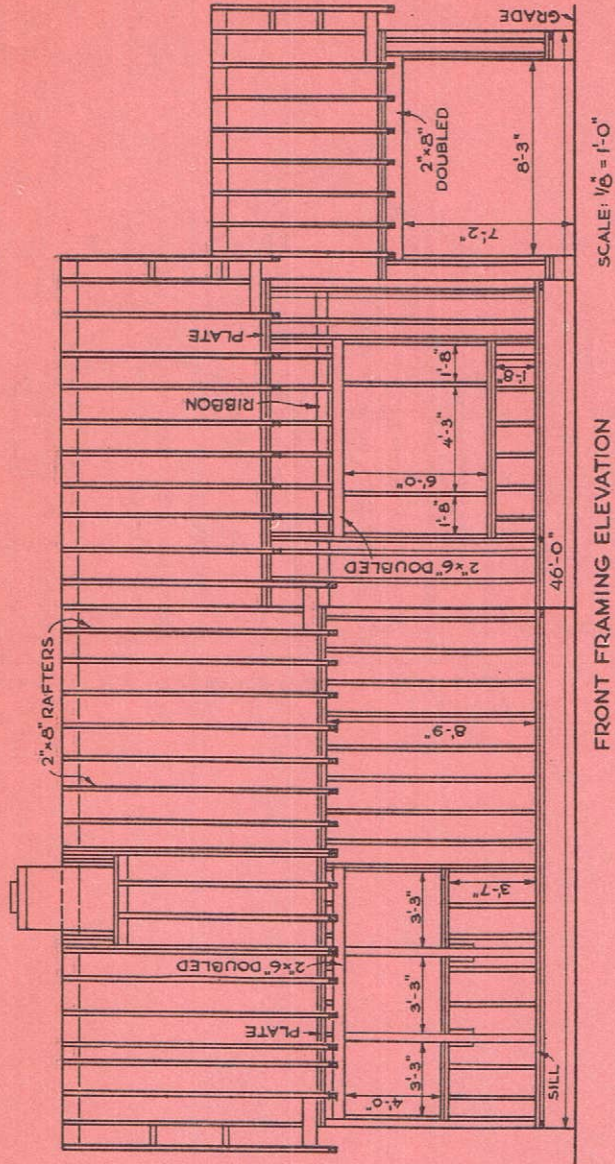 2"x8" RAFTERS
2"x6" DOUBLED
PLATE
3'-3"
3'-3"
3'-3"
4'-0"
3'-7"
SILL
8'-9"
PLATE
RIBBON
2"x6" DOUBLED
1'-8"
4'-3"
1'-8"
6'-0"
1'-8"
46'-0"
2"x8"
DOUBLED
7'-2"
8'-3"
GRADE
FRONT FRAMING ELEVATION
SCALE: 1/8" = 1'-0"